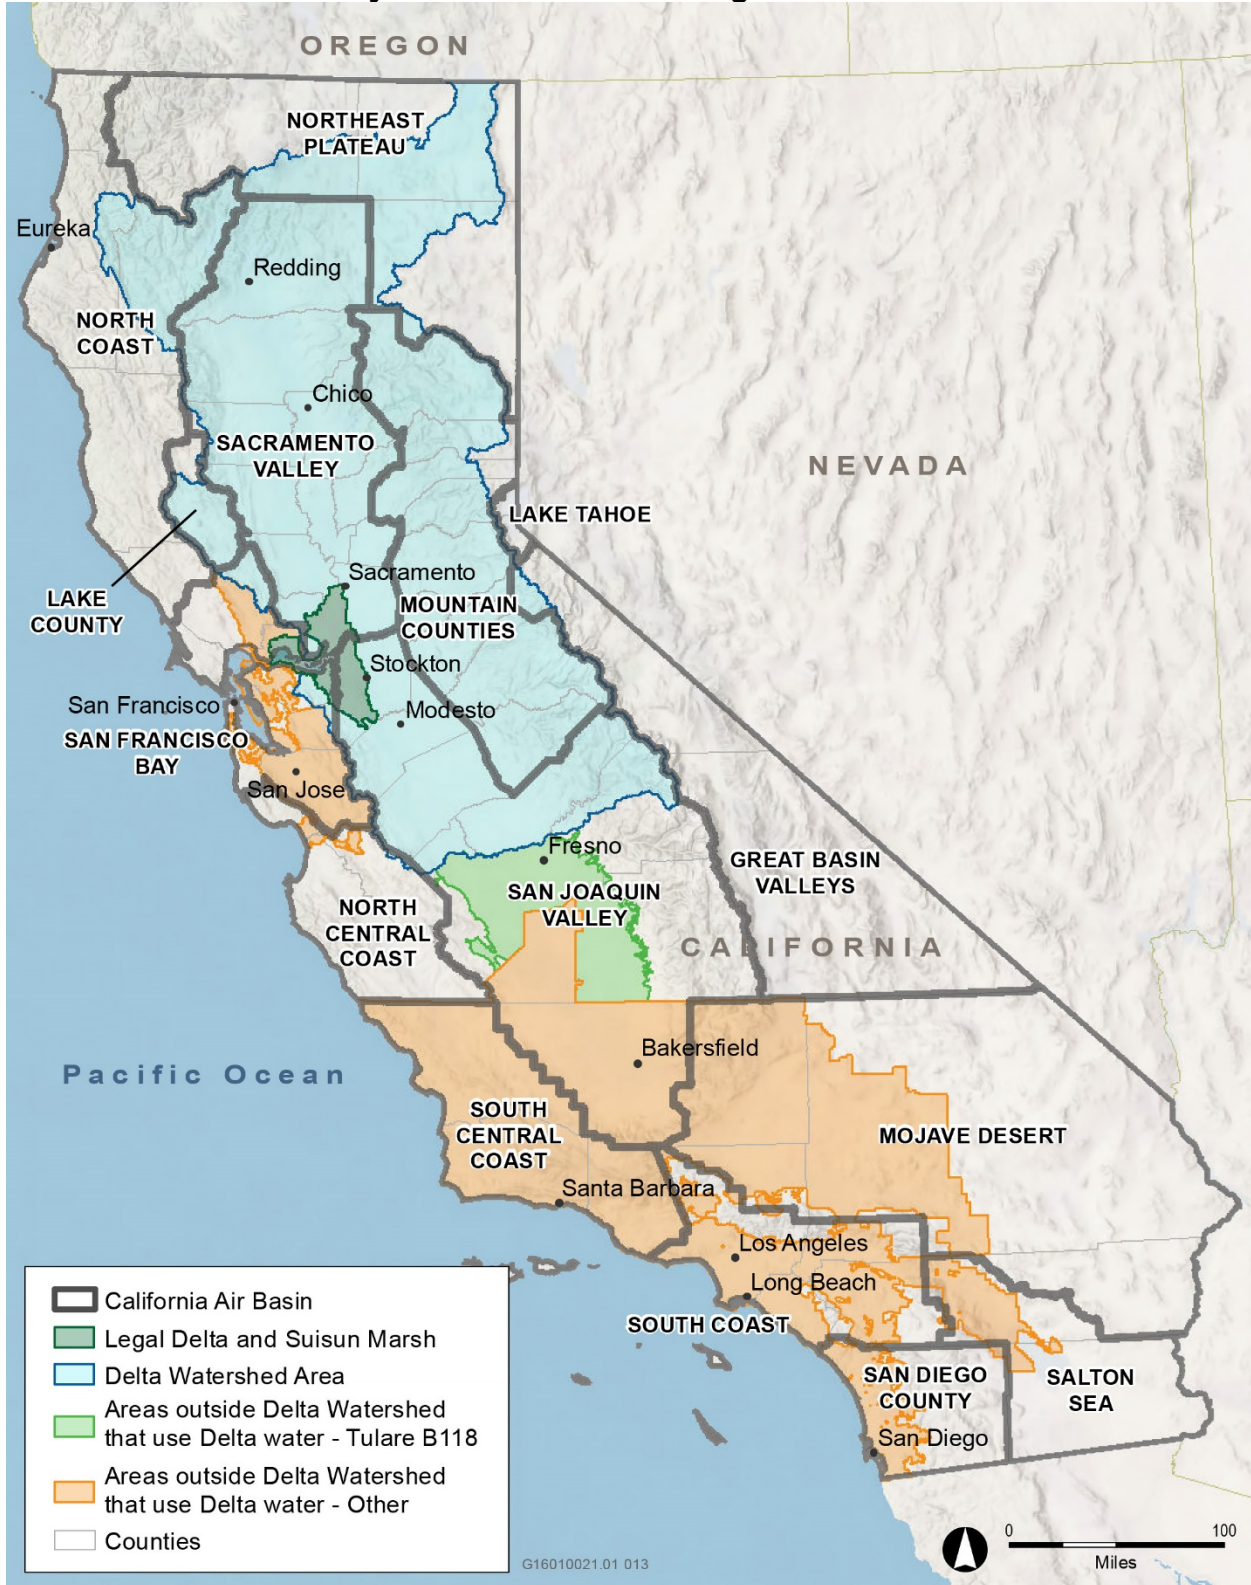 OREGON
NORTHEAST
PLATEAU
Eureka
Redding
NORTH
COAST
Chico
SACRAMENTO
VALLEY
NEVADA
LAKE TAHOE
Sacramento
LAKE
COUNTY
MOUNTAIN
COUNTIES
Stockton
San Francisco
Modesto
SAN FRANCISCO
BAY
San Jose
Fresno
GREAT BASIN
VALLEYS
SAN JOAQUIN
VALLEY
NORTH
CENTRAL
COAST
CALIFORNIA
Bakersfield
Pacific Ocean
SOUTH
CENTRAL
COAST
MOJAVE DESERT
Santa Barbara
Los Angeles
Long Beach
SOUTH COAST
SAN DIEGO
COUNTY
SALTON
SEA
San Diego
California Air Basin
Legal Delta and Suisun Marsh
Delta Watershed Area
Areas outside Delta Watershed
that use Delta water - Tulare B118
Areas outside Delta Watershed
that use Delta water - Other
Counties
G16010021.01 013
0 100
Miles